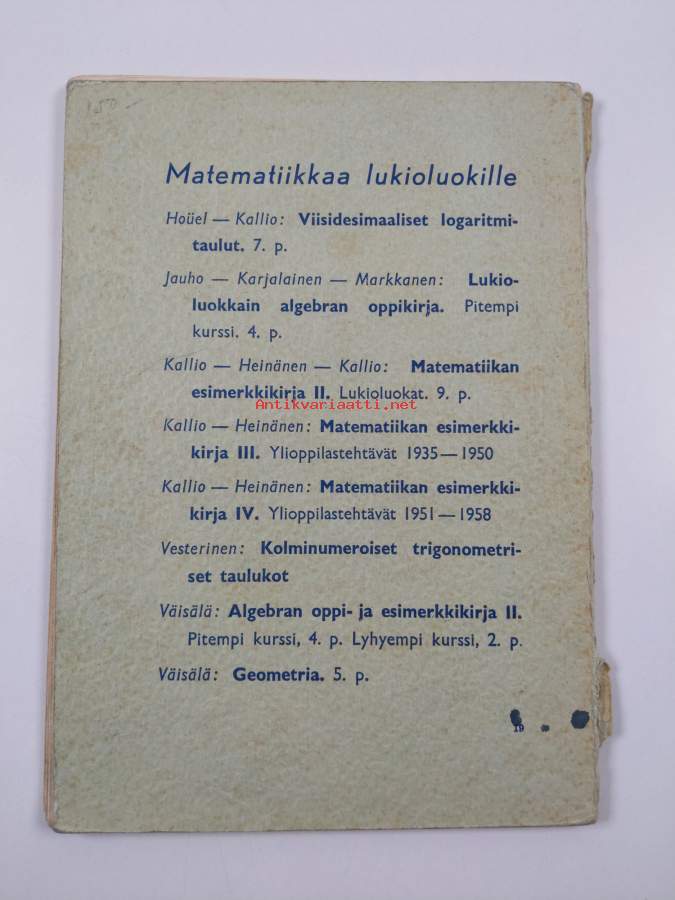 Matematiikkaa lukioluokille
Hoüel — Kallio: Viisidesimaaliset logaritmi-
taulut. 7. p.
Jauho — Karjalainen — Markkanen: Lukio-
luokkain algebran oppikirja. Pitempi
kurssi. 4. p.
Kallio — Heinänen — Kallio: Matematiikan
esimerkkikirja II. Lukioluokat. 9. p.
Antikvariaatti.net
Kallio — Heinänen: Matematiikan esimerkki-
kirja III. Ylioppilastehtävät 1935—1950
Kallio — Heinänen: Matematiikan esimerkki-
kirja IV. Ylioppilastehtävät 1951—1958
Vesterinen: Kolminumeroiset trigonometri-
set taulukot
Väisälä: Algebran oppi- ja esimerkkikirja II.
Pitempi kurssi, 4. p. Lyhyempi kurssi, 2. p.
Väisälä: Geometria. 5. p.
19